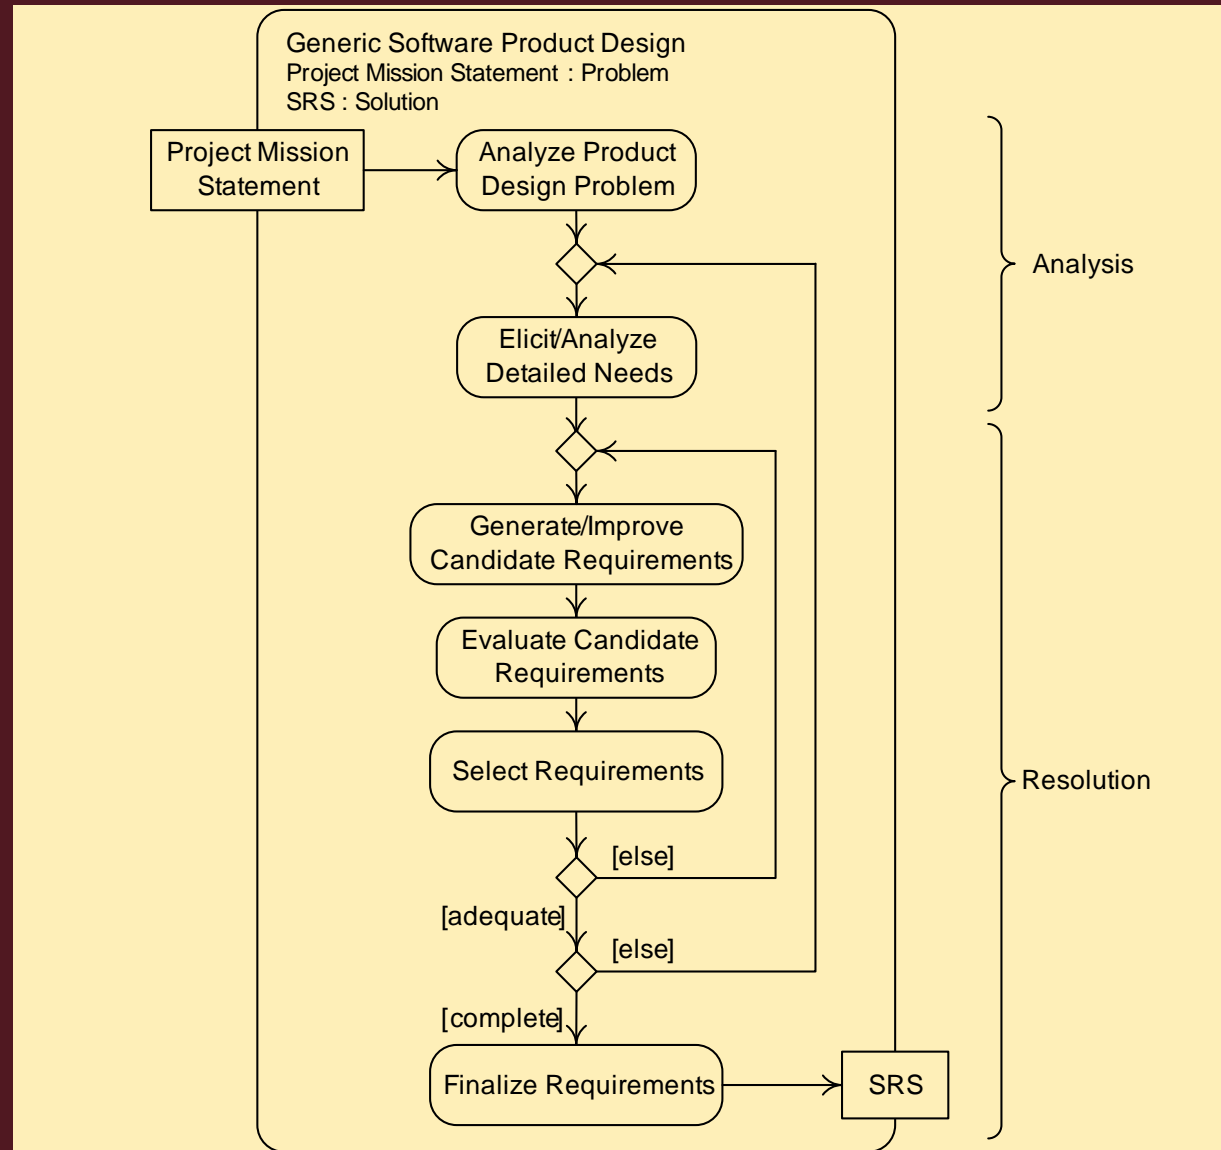 Generic Software Product Design
Project Mission Statement : Problem
SRS : Solution
Project Mission
Statement
Analyze Product
Design Problem
Analysis
Elicit/Analyze
Detailed Needs
Generate/Improve
Candidate Requirements
Evaluate Candidate
Requirements
Select Requirements
Resolution
[else]
[adequate]
[else]
[complete]
Finalize Requirements
SRS